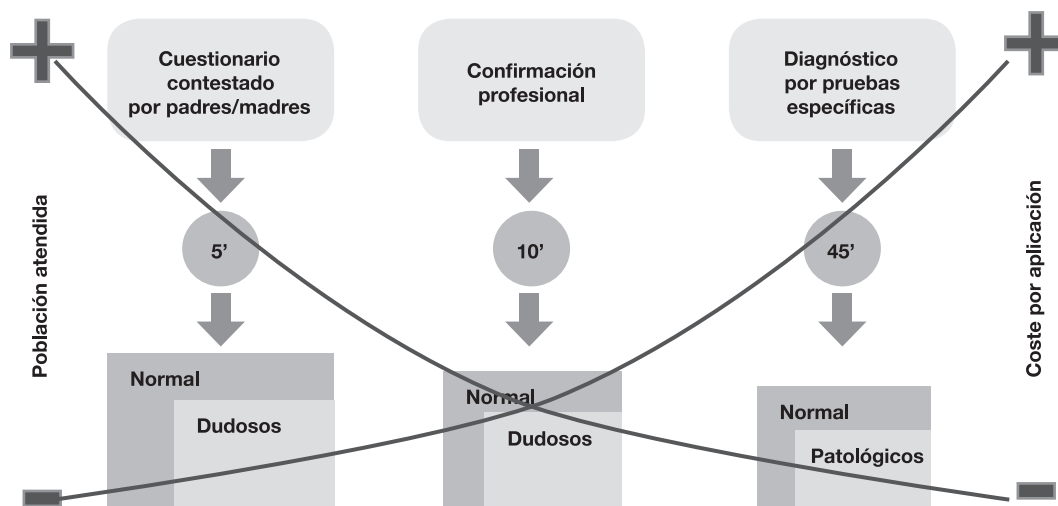 Cuestionario
contestado
por padres/madres
Confirmación
profesional
Diagnóstico
por pruebas
específicas
Población atendida
5’
10’
45’
Coste por aplicación
Normal
Dudosos
Normal
Dudosos
Normal
Patológicos